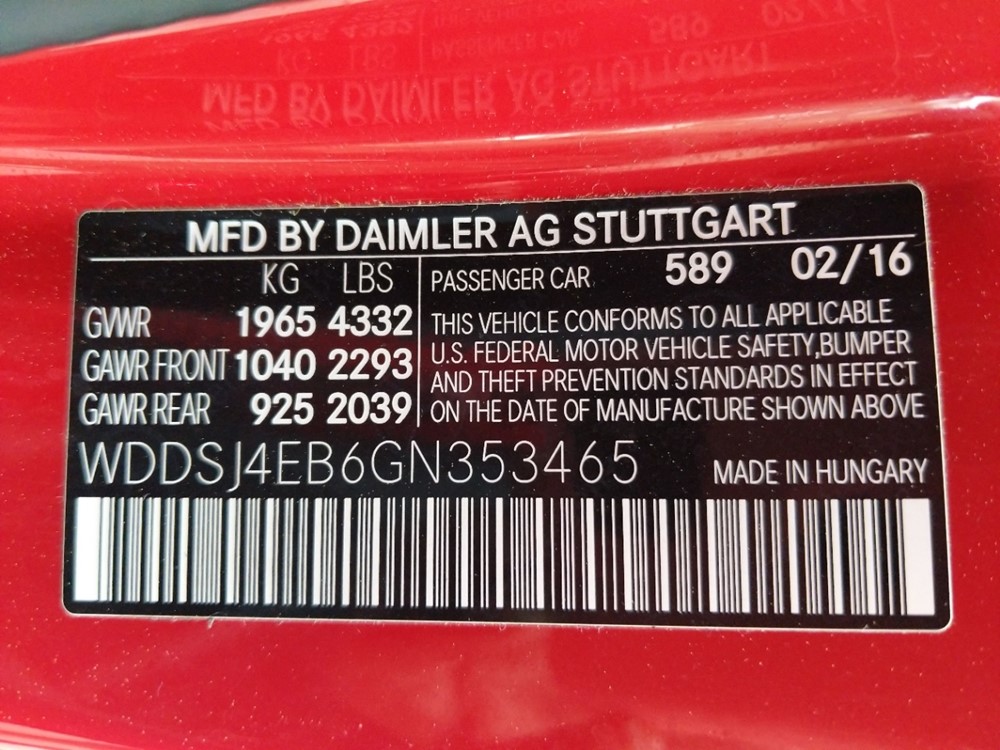 MFD BY DAIMLER AG STUTTGART
KG LBS
GVWR 1965 4332
GAWR FRONT 1040 2293
GAWR REAR 925 2039
PASSENGER CAR 589 02/16
THIS VEHICLE CONFORMS TO ALL APPLICABLE
U.S. FEDERAL MOTOR VEHICLE SAFETY,BUMPER
AND THEFT PREVENTION STANDARDS IN EFFECT
ON THE DATE OF MANUFACTURE SHOWN ABOVE
WDDSJ4EB6GN353465 MADE IN HUNGARY